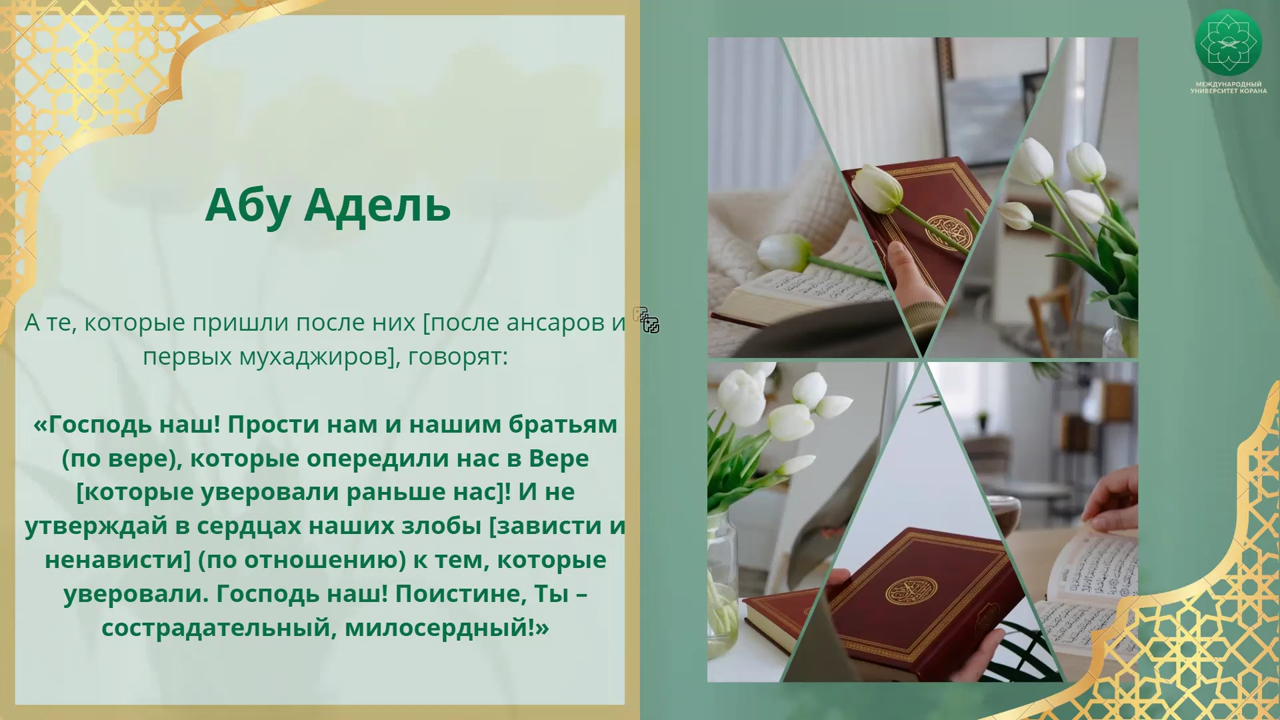 Абу Адель
А те, которые пришли после них [после ансаров и
первых мухаджиров], говорят:
«Господь наш! Прости нам и нашим братьям
(по вере), которые опередили нас в Вере
[которые уверовали раньше нас]! И не
утверждай в сердцах наших злобы [зависти и
ненависти] (по отношению) к тем, которые
уверовали. Господь наш! Поистине, Ты –
сострадательный, милосердный!»
МЕЖДУНАРОДНЫЙ
УНИВЕРСИТЕТ КОРАНА